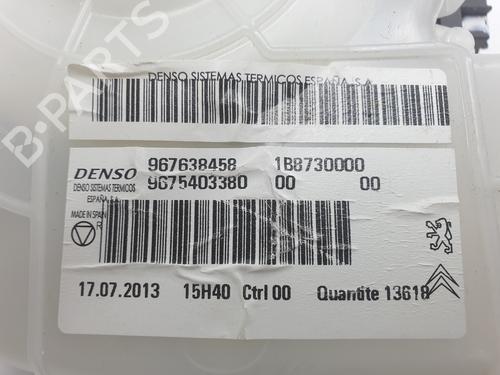 B-PARTS
DENSO SISTEMAS TERMICOS ESPAÑA, S.A.
DENSO
DENSO SISTEMAS TERMICOS
ESPAÑA, S.A.
MADE IN SPAIN
R
967638458 1B8730000
9675403380 00 00
17.07.2013 15H40 Ctrl 00 Quantite 13618